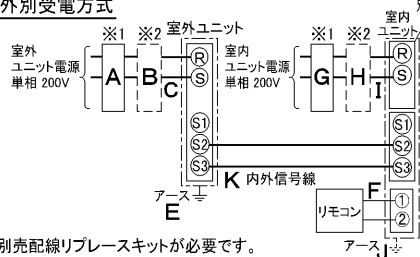 外別受電方式
※1
※2
室外ユニット
室外
ユニット電源
単相 200V
A
B
C
R
S
S1
S2
S3
アース
E
※1
※2
室内
ユニット
室内
ユニット電源
単相 200V
G
H
I
R
S
S1
S2
S3
K 内外信号線
F
リモコン
①
②
アース
J
別売配線リプレースキットが必要です。